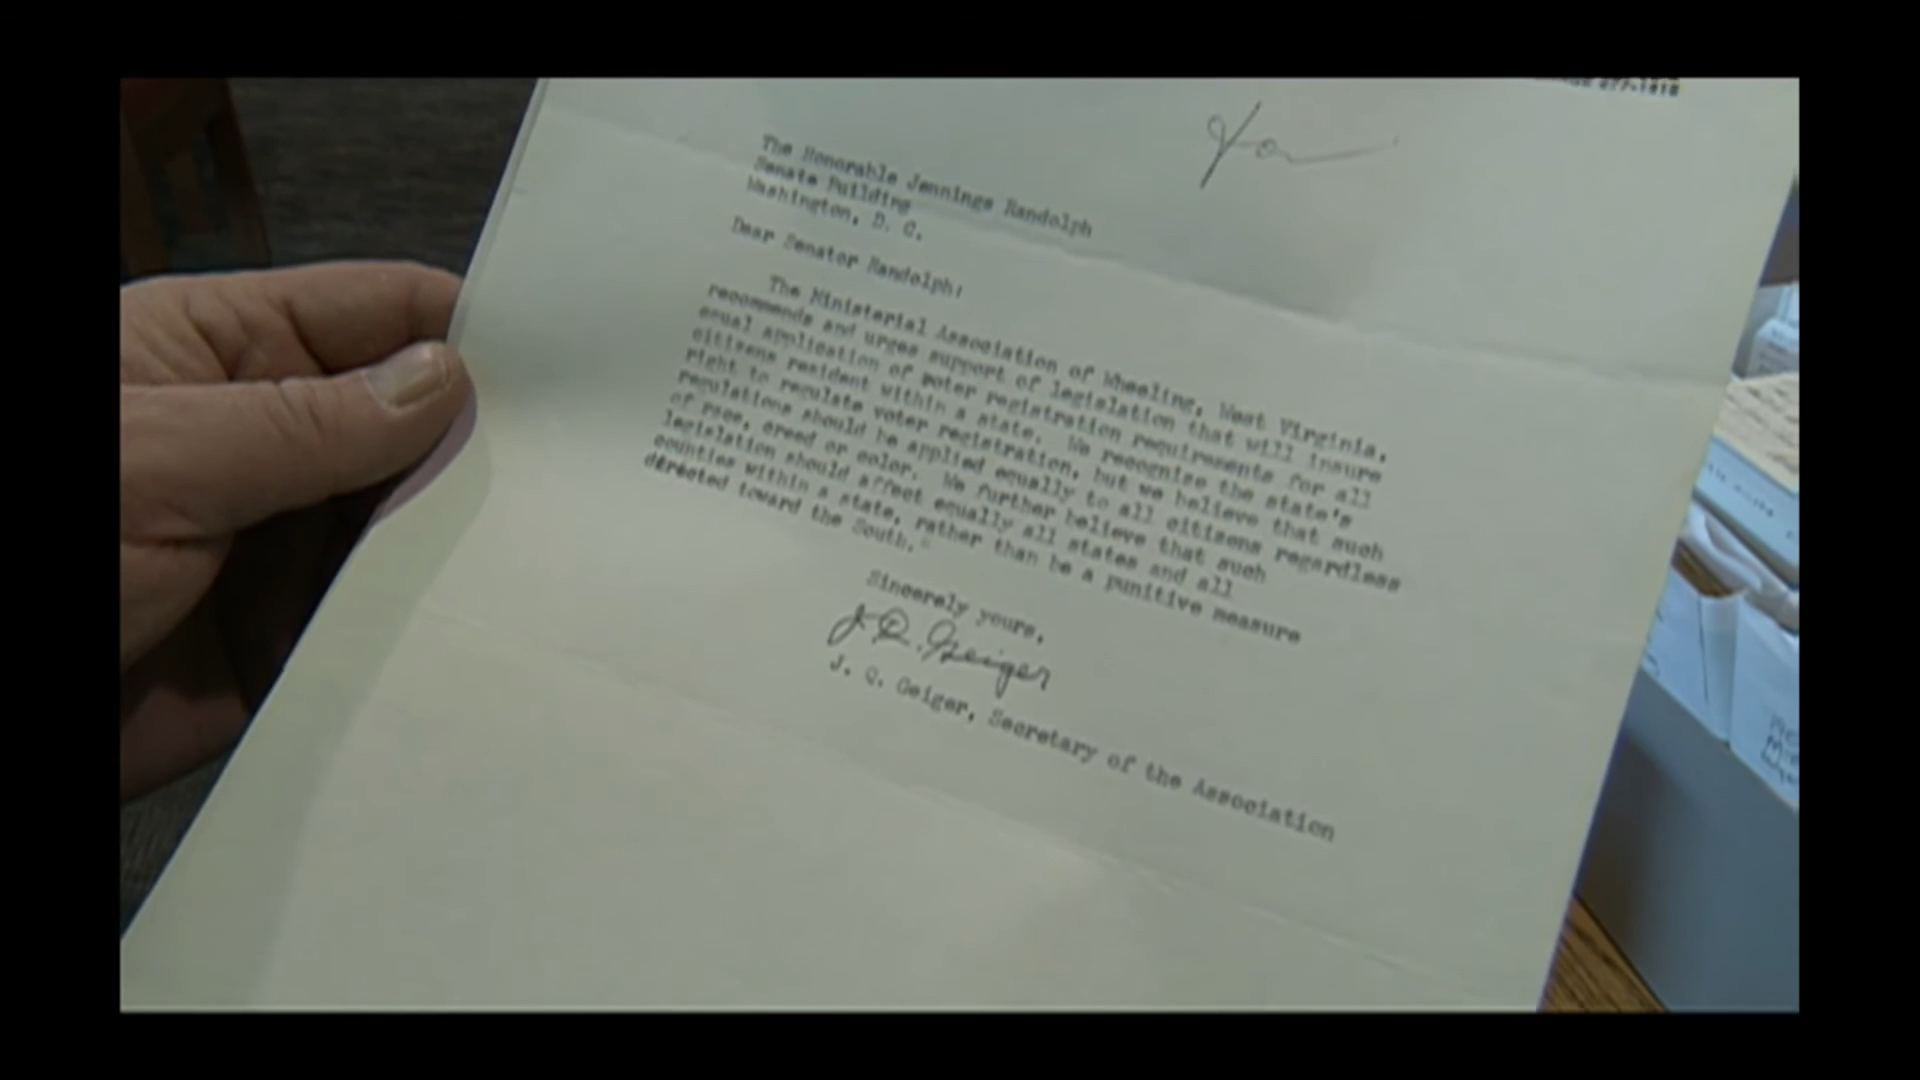 277-1818
The Honorable Jennings Randolph
Senate Building
Washington, D. C.
Dear Senator Randolph:
The Ministerial Association of Wheeling, West Virginia,
recommends and urges support of legislation that will insure
equal application of voter registration requirements for all
citizens resident within a state. We recognize the state's
right to regulate voter registration, but we believe that such
regulations should be applied equally to all citizens regardless
of race, creed or color. We further believe that such
legislation should affect equally all states and all
counties within a state, rather than be a punitive measure
directed toward the South.
Sincerely yours,
J. Q. Geiger
J. Q. Geiger, Secretary of the Association